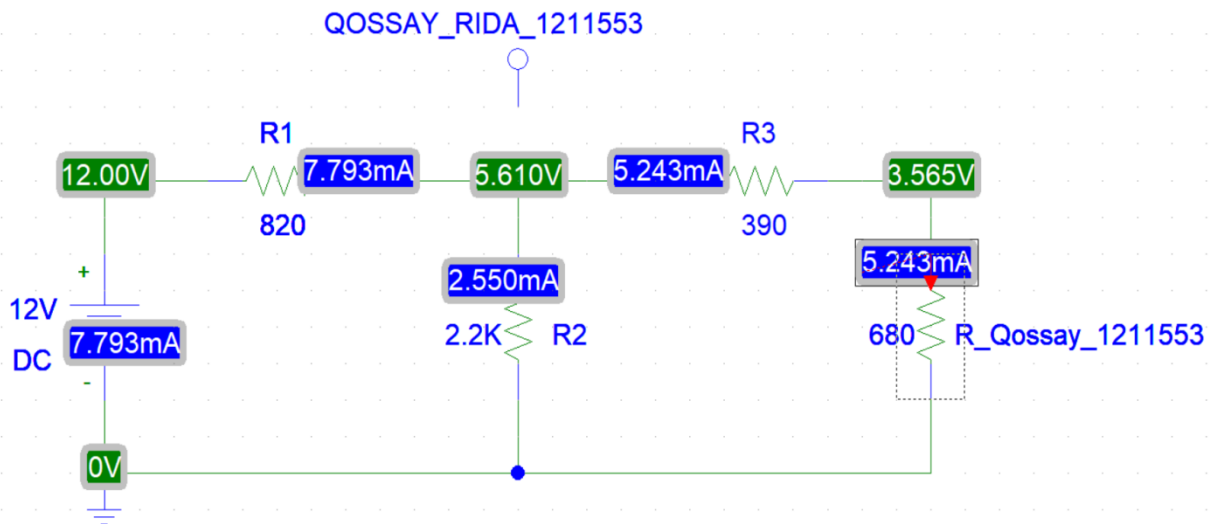 QOSSAY_RIDA_1211553
R1
R3
12.00V
7.793mA
5.610V
5.243mA
3.565V
820
390
5.243mA
+
2.550mA
12V
7.793mA
2.2K
R2
680
R_Qossay_1211553
DC
-
0V